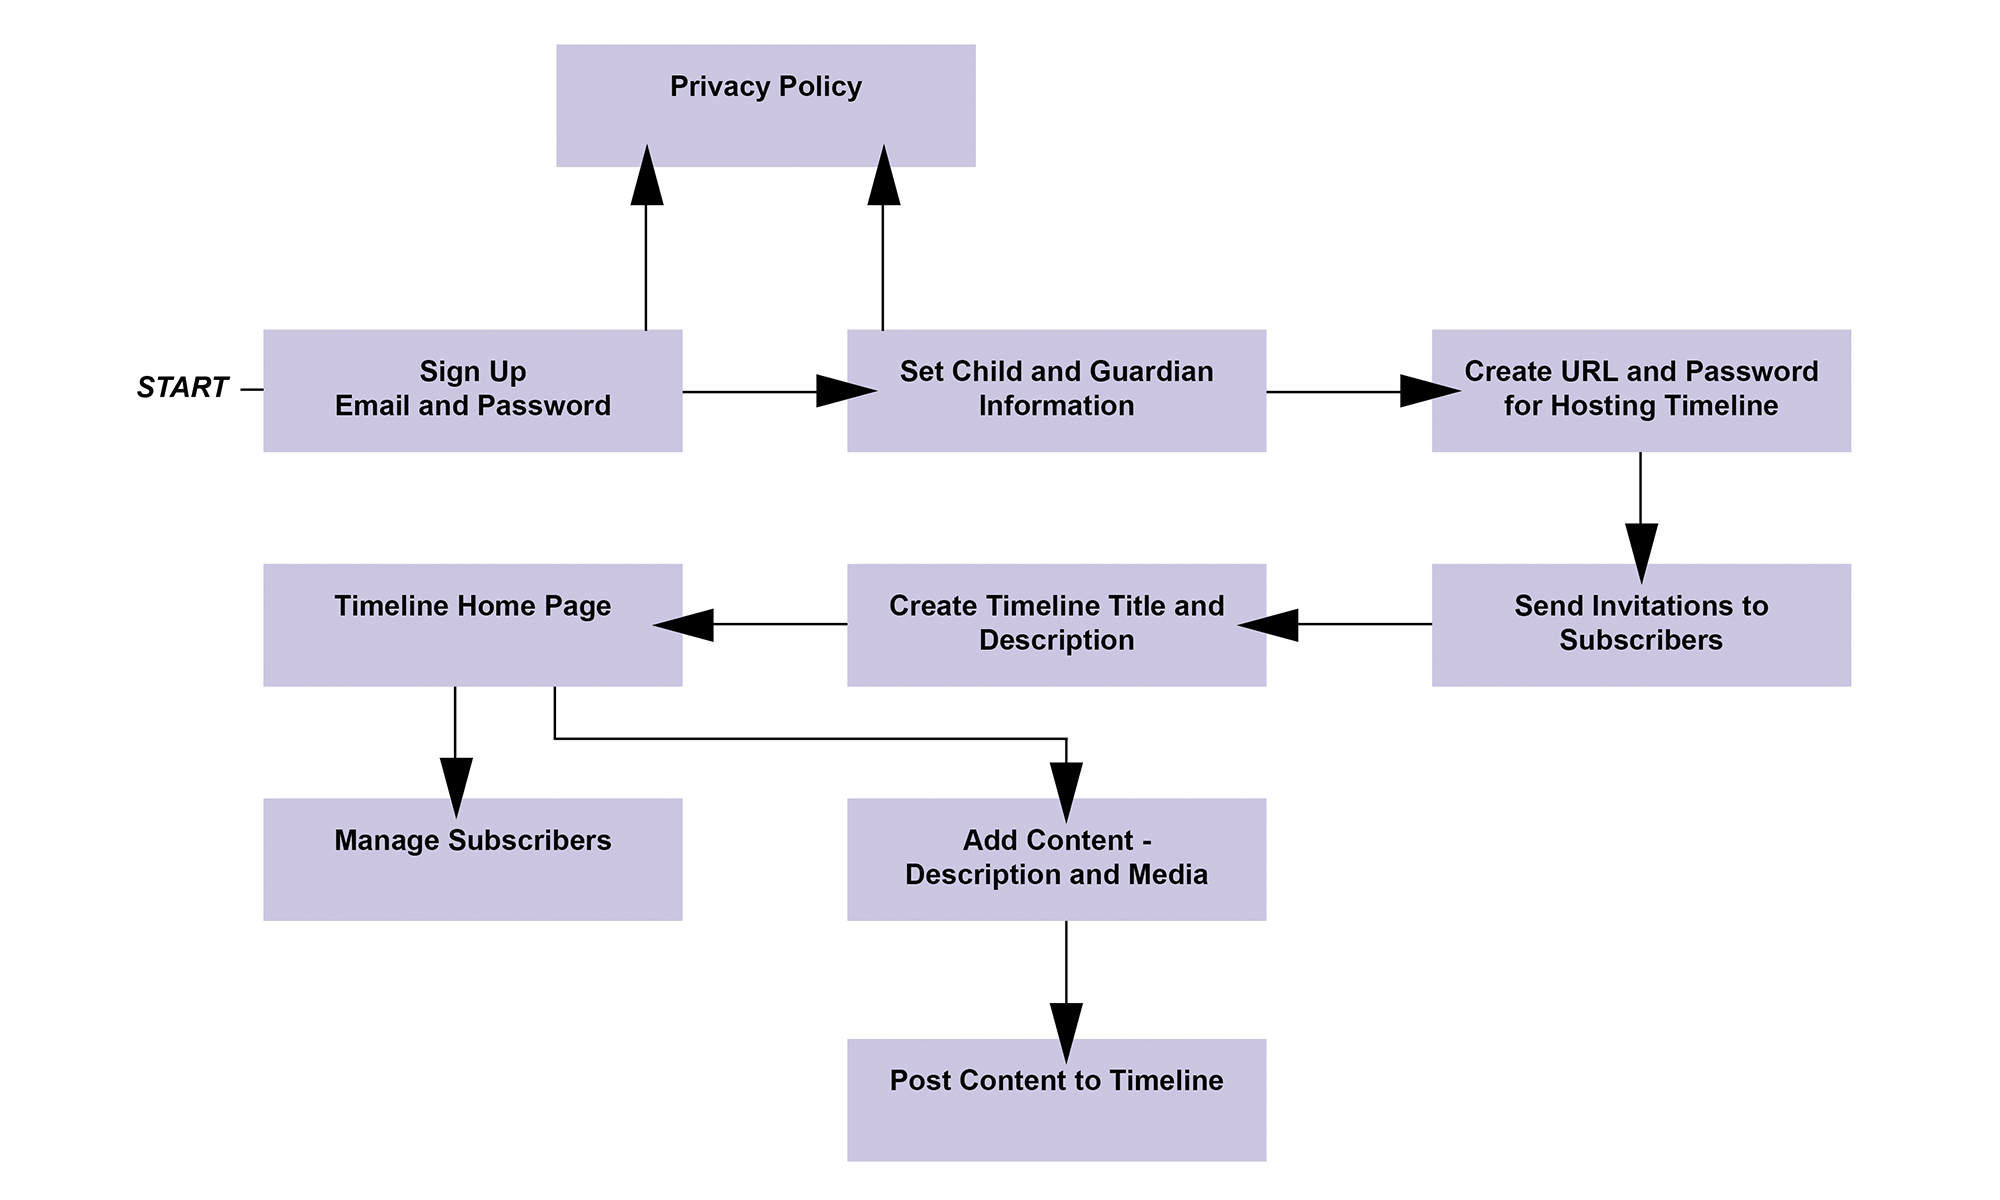 Privacy Policy
START
Sign Up
Email and Password
Set Child and Guardian
Information
Create URL and Password
for Hosting Timeline
Timeline Home Page
Create Timeline Title and
Description
Send Invitations to
Subscribers
Manage Subscribers
Add Content -
Description and Media
Post Content to Timeline